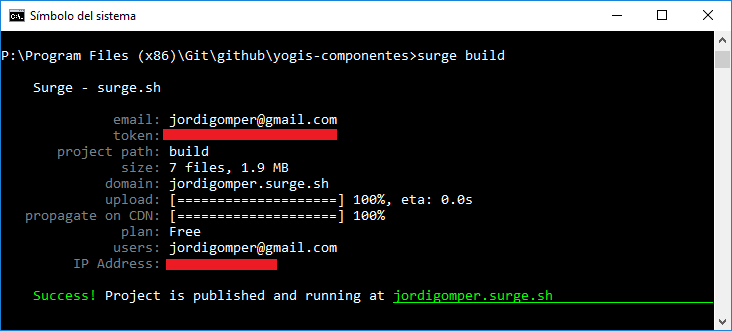 Símbolo del sistema
P:\Program Files (x86)\Git\github\yogis-componentes>surge build
Surge - surge.sh
email: jordigomper@gmail.com
token:
project path: build
size: 7 files, 1.9 MB
domain: jordigomper.surge.sh
upload: [====================] 100%, eta: 0.0s
propagate on CDN: [====================] 100%
plan: Free
users: jordigomper@gmail.com
IP Address:
Success! Project is published and running at jordigomper.surge.sh